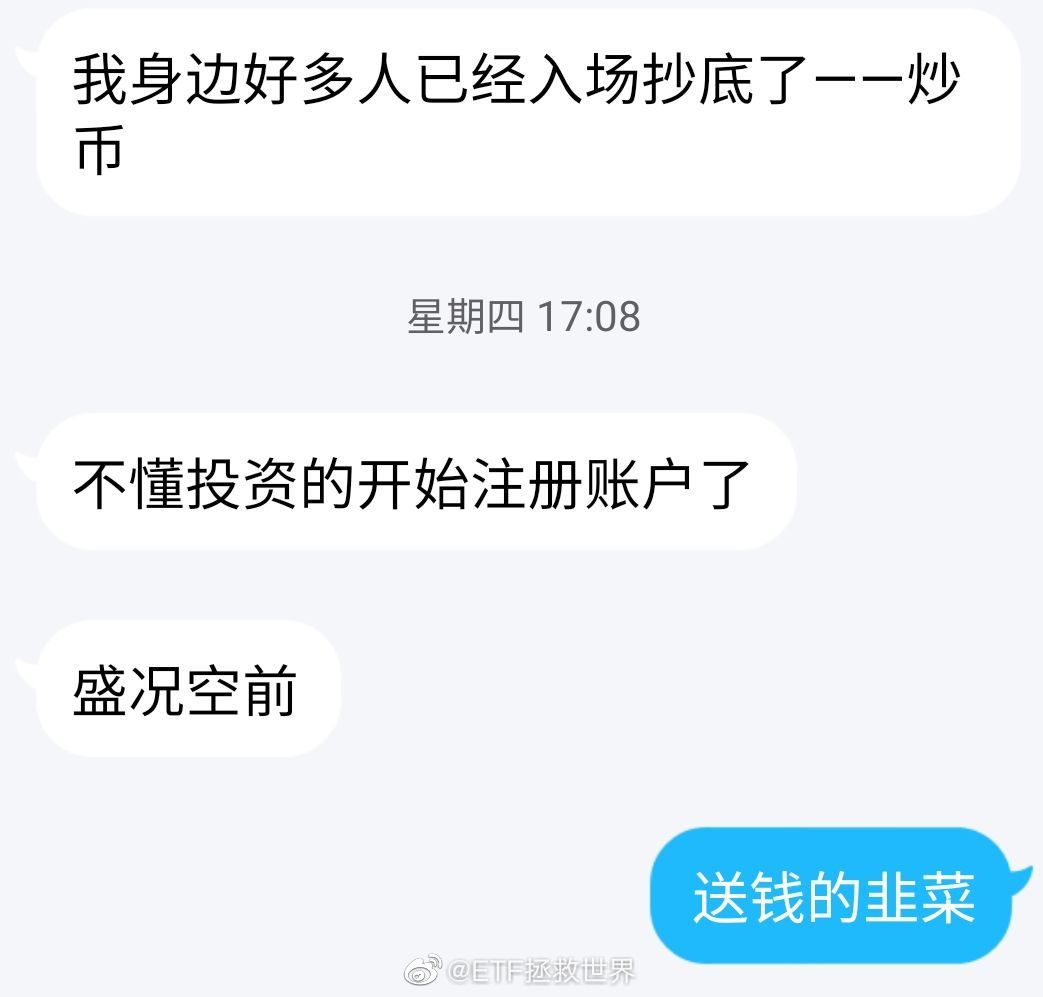 我身边好多人已经入场抄底了——炒
币
星期四 17:08
不懂投资的开始注册账户了
盛况空前
送钱的韭菜
@ETF拯救世界